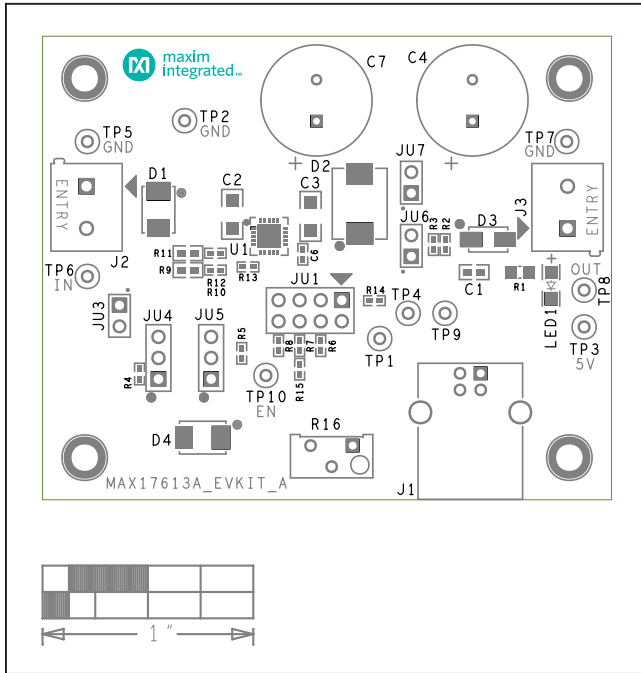 maxim
integrated™
C7
C4
TP2
GND
TP5
GND
TP7
GND
D1
D2
JU7
C2
C3
J3
ENTRY
ENTRY
JU6
R3
R2
D3
U1
C6
J2
R11
R9
R12
R10
R13
JU1
R14
C1
R1
OUT
TP8
TP6
IN
JU3
JU4
JU5
R5
R8
R7
R6
TP4
TP9
TP1
LED1
TP3
5V
R4
R15
TP10
EN
D4
R16
J1
MAX17613A_EVKIT_A
1 "